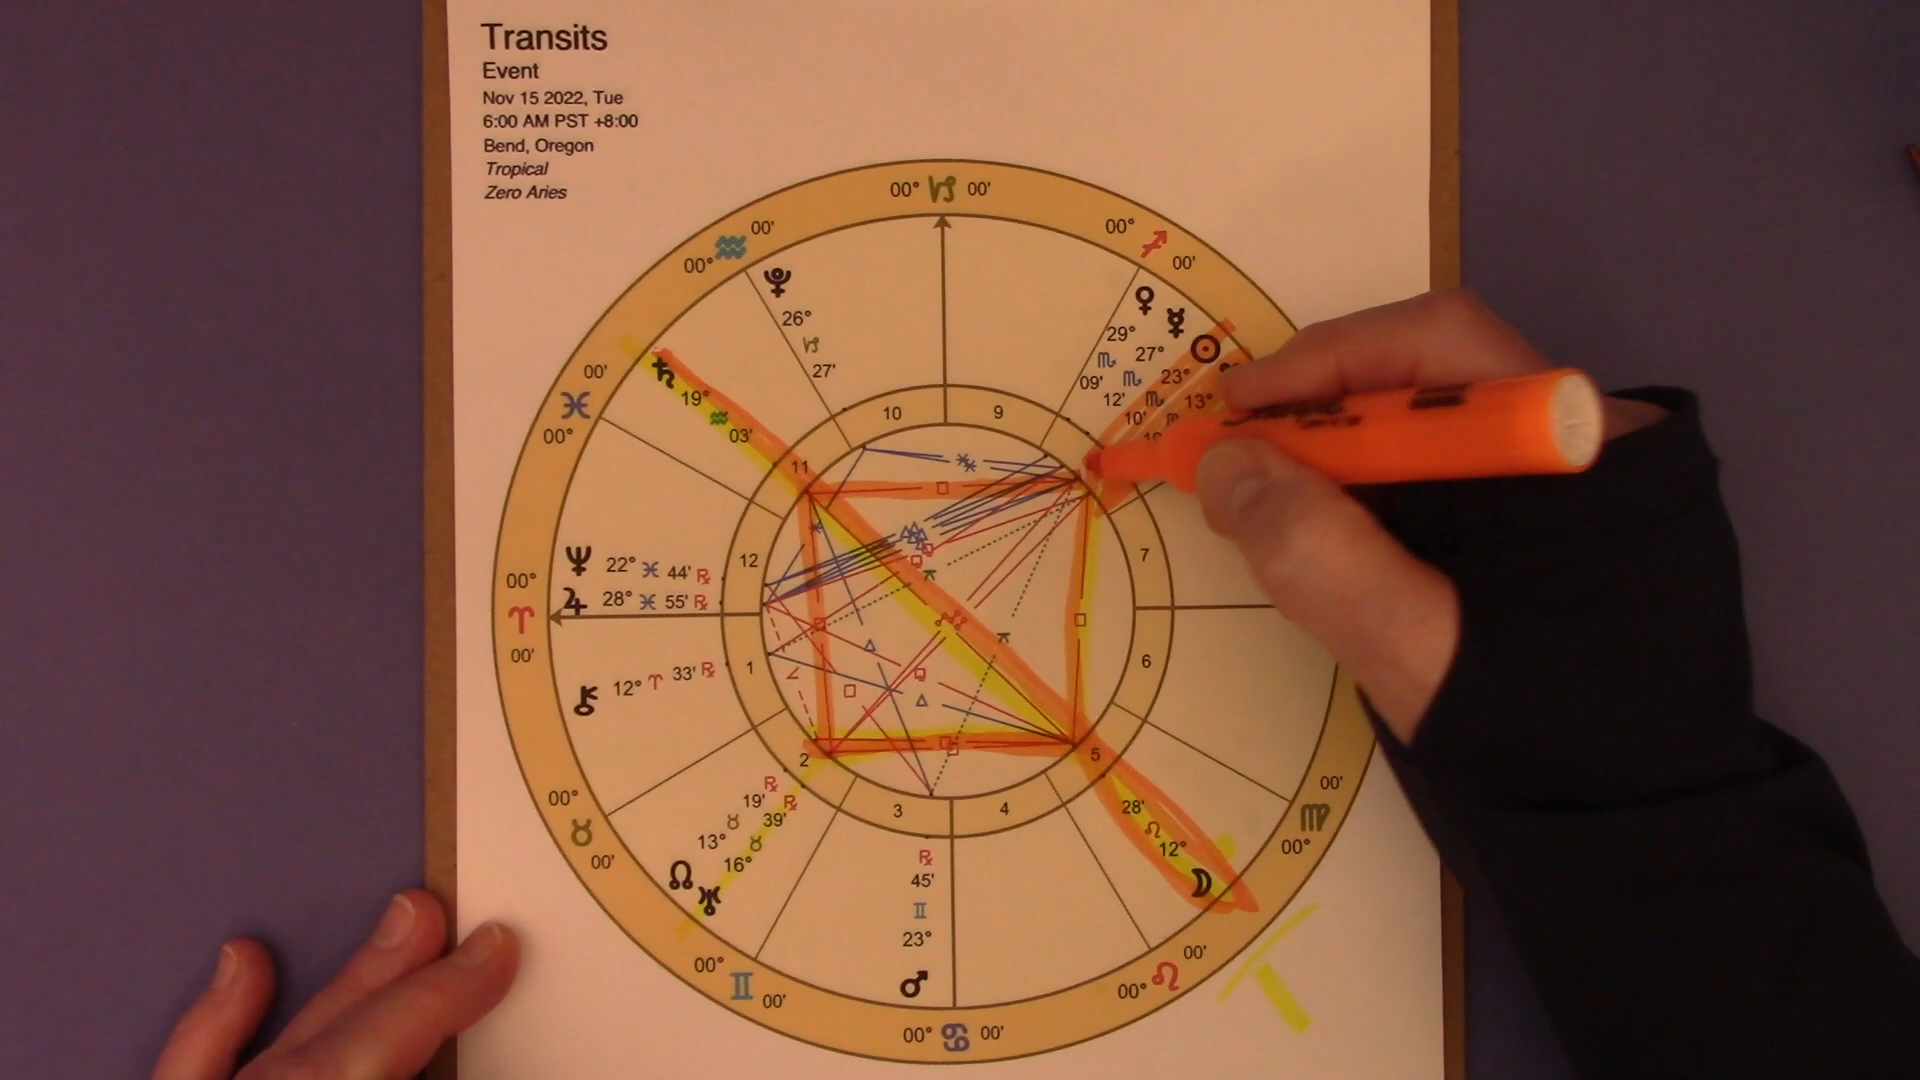 Transits
Event
Nov 15 2022, Tue
6:00 AM PST +8:00
Bend, Oregon
Tropical
Zero Aries
00° ♑ 00'
00° ♐ 00'
00° ♒ 00'
00' ♓ 00°
00° ♈ 00'
00° ♉ 00'
00° ♊ 00'
00° ♋ 00'
00° ♌ 00'
00° ♍ 00'
♇ 26° ♑ 27'
♀ 29° ♏ 09'
☿ 27° ♏ 12'
☉ 23° ♏ 10'
13° ♏
♄ 19° ♒ 03'
♆ 22° ♓ 44' ℞
♃ 28° ♓ 55' ℞
⚷ 12° ♈ 33' ℞
☊ 13° ♉ 19' ℞
♅ 16° ♉ 39' ℞
♂ 23° ♊ 45' ℞
☽ 12° ♌ 28'
10
9
11
12
7
1
6
2
5
3
4